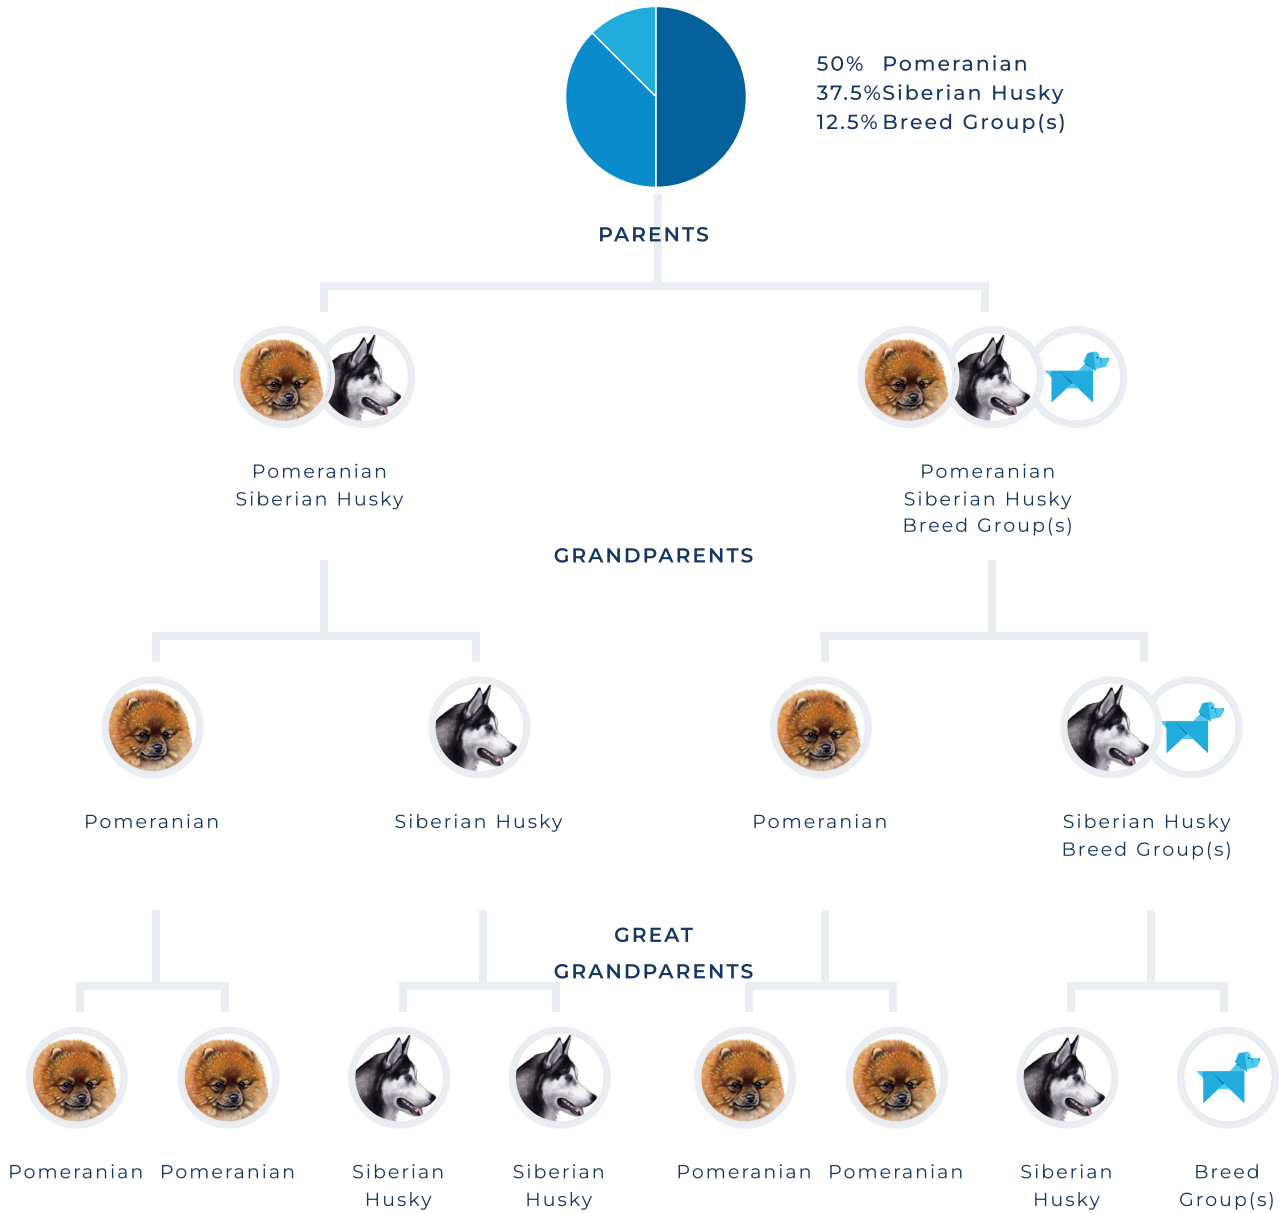 50% Pomeranian
37.5% Siberian Husky
12.5% Breed Group(s)
PARENTS
Pomeranian
Siberian Husky
Pomeranian
Siberian Husky
Breed Group(s)
GRANDPARENTS
Pomeranian
Siberian Husky
Pomeranian
Siberian Husky
Breed Group(s)
GREAT
GRANDPARENTS
Pomeranian
Pomeranian
Siberian
Husky
Siberian
Husky
Pomeranian
Pomeranian
Siberian
Husky
Breed
Group(s)